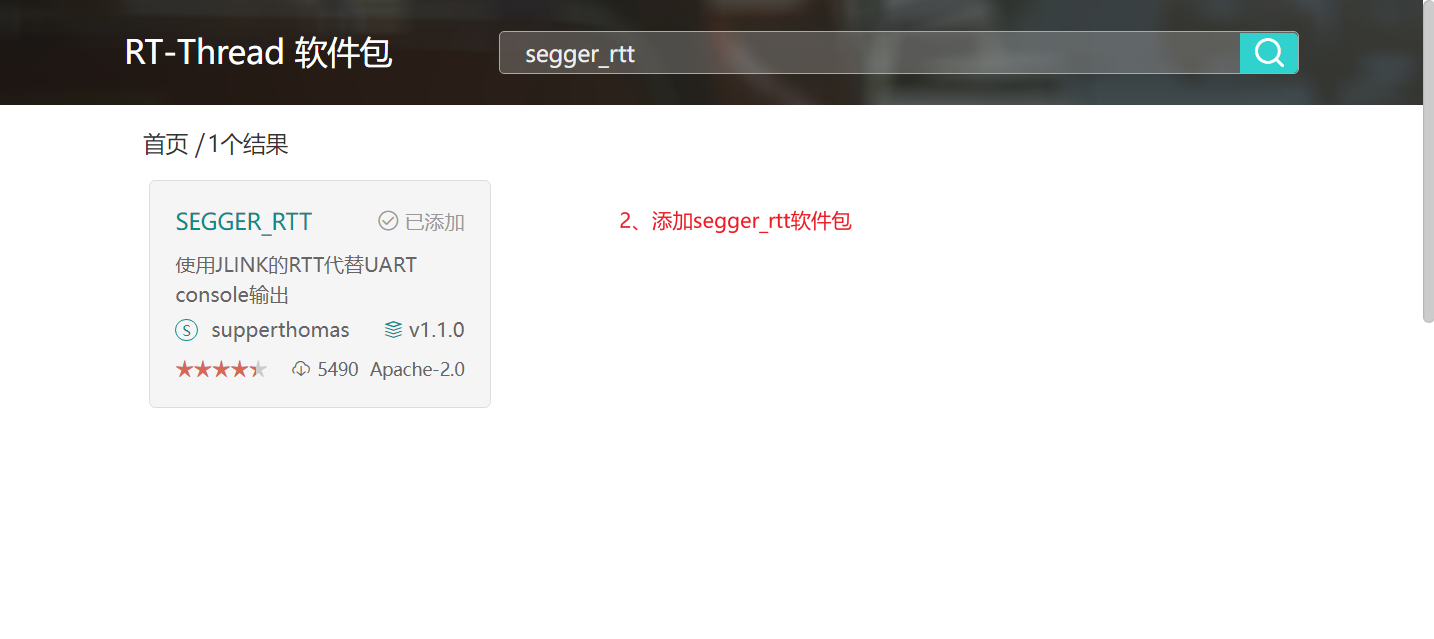 RT-Thread 软件包
segger_rtt
首页 /1个结果
SEGGER_RTT
已添加
2、添加segger_rtt软件包
使用JLINK的RTT代替UART
console输出
S supperthomas
v1.1.0
5490
Apache-2.0